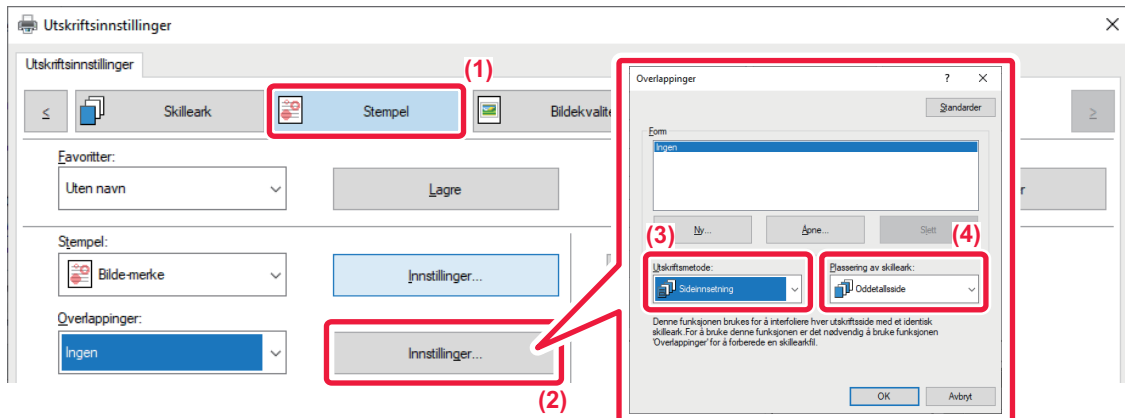 Utskriftsinnstillinger
Utskriftsinnstillinger
(1)
≤
Skilleark
Stempel
Bildekvalite
≥
Favoritter:
Uten navn
Lagre
r
Stempel:
Bilde-merke
Innstillinger...
Overlappinger:
Ingen
Innstillinger...
(2)
Overlappinger
?
Standarder
Form
Ingen
Ny...
Åpne...
Slett
(3)
(4)
Utskriftsmetode:
Sideinnsetning
Plassering av skilleark:
Oddetallsside
Denne funksjonen brukes for å interfoliere hver utskriftsside med et identisk
skilleark.For å bruke denne funksjonen er det nødvendig å bruke funksjonen
'Overlappinger' for å forberede en skillearkfil.
OK
Avbryt